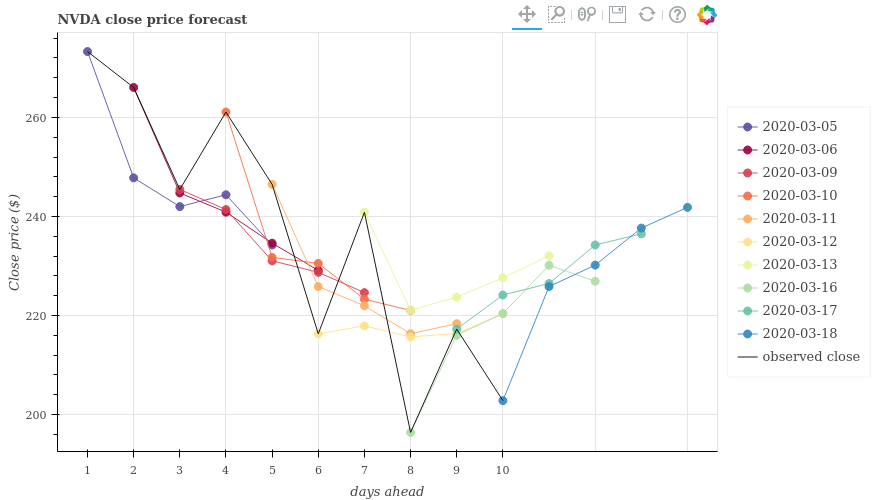 NVDA close price forecast
Close price ($)
260
240
220
200
1 2 3 4 5 6 7 8 9 10
days ahead
2020-03-05
2020-03-06
2020-03-09
2020-03-10
2020-03-11
2020-03-12
2020-03-13
2020-03-16
2020-03-17
2020-03-18
observed close